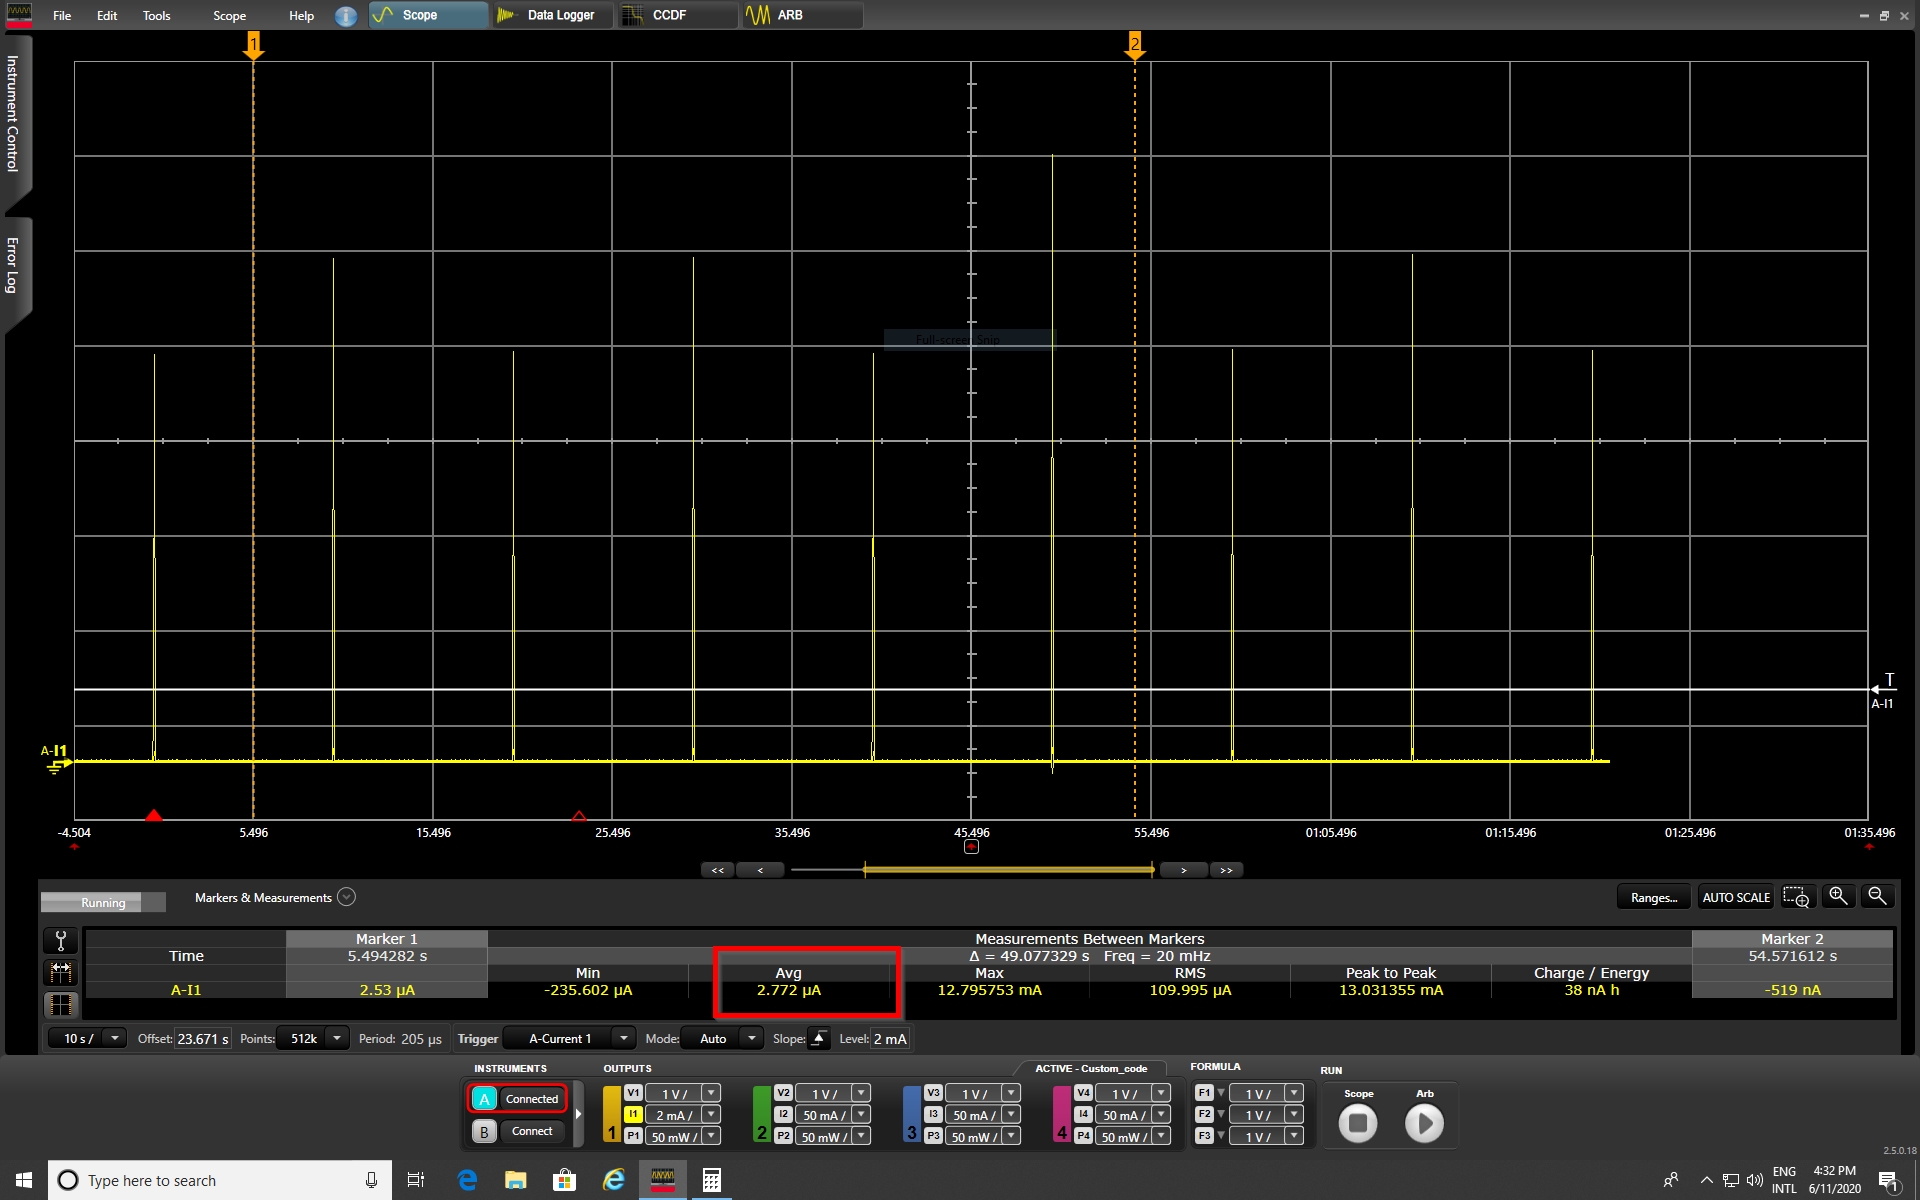 File Edit Tools Scope Help Scope Data Logger CCDF ARB
Instrument Control
Error Log
1 2
Full-screen Snip
T
A-I1
A-I1
-4.504 5.496 15.496 25.496 35.496 45.496 55.496 01:05.496 01:15.496 01:25.496 01:35.496
<< < > >>
Running Markers & Measurements Ranges... AUTO SCALE
Marker 1 Measurements Between Markers Marker 2
Time 5.494282 s Δ = 49.077329 s Freq = 20 mHz 54.571612 s
Min Avg Max RMS Peak to Peak Charge / Energy
A-I1 2.53 µA -235.602 µA 2.772 µA 12.795753 mA 109.995 µA 13.031355 mA 38 nA h -519 nA
10 s / Offset: 23.671 s Points: 512k Period: 205 µs Trigger A-Current 1 Mode: Auto Slope: Level: 2 mA
INSTRUMENTS OUTPUTS ACTIVE - Custom_code FORMULA RUN
A Connected V1 1 V / V2 1 V / V3 1 V / V4 1 V / F1 1 V / Scope Arb
I1 2 mA / I2 50 mA / I3 50 mA / I4 50 mA / F2 1 V /
B Connect 1 P1 50 mW / 2 P2 50 mW / 3 P3 50 mW / 4 P4 50 mW / F3 1 V /
2.5.0.18
Type here to search ENG 4:32 PM
INTL 6/11/2020 1